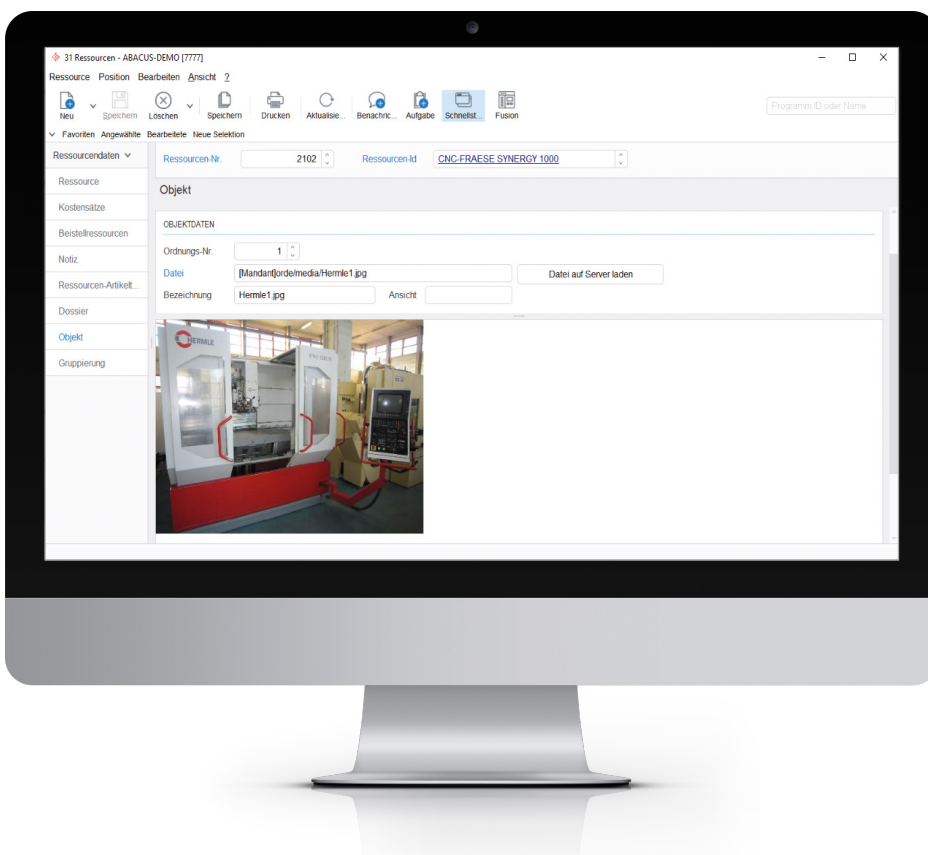 31 Ressourcen - ABACUS-DEMO [7777]
Ressource Position Bearbeiten Ansicht ?
Neu Speichern Löschen Speichern Drucken Aktualisie... Benachric... Aufgabe Schnellst... Fusion
Programm ID oder Name
Favoriten Angewählte Bearbeitete Neue Selektion
Ressourcendaten
Ressource
Kostensätze
Beistellressourcen
Notiz
Ressourcen-Artikelt...
Dossier
Objekt
Gruppierung
Ressourcen-Nr. 2102 Ressourcen-Id CNC-FRAESE SYNERGY 1000
Objekt
OBJEKTDATEN
Ordnungs-Nr. 1
Datei [Mandant]orde/media/Hermle1.jpg Datei auf Server laden
Bezeichnung Hermle1.jpg Ansicht
HERMLE